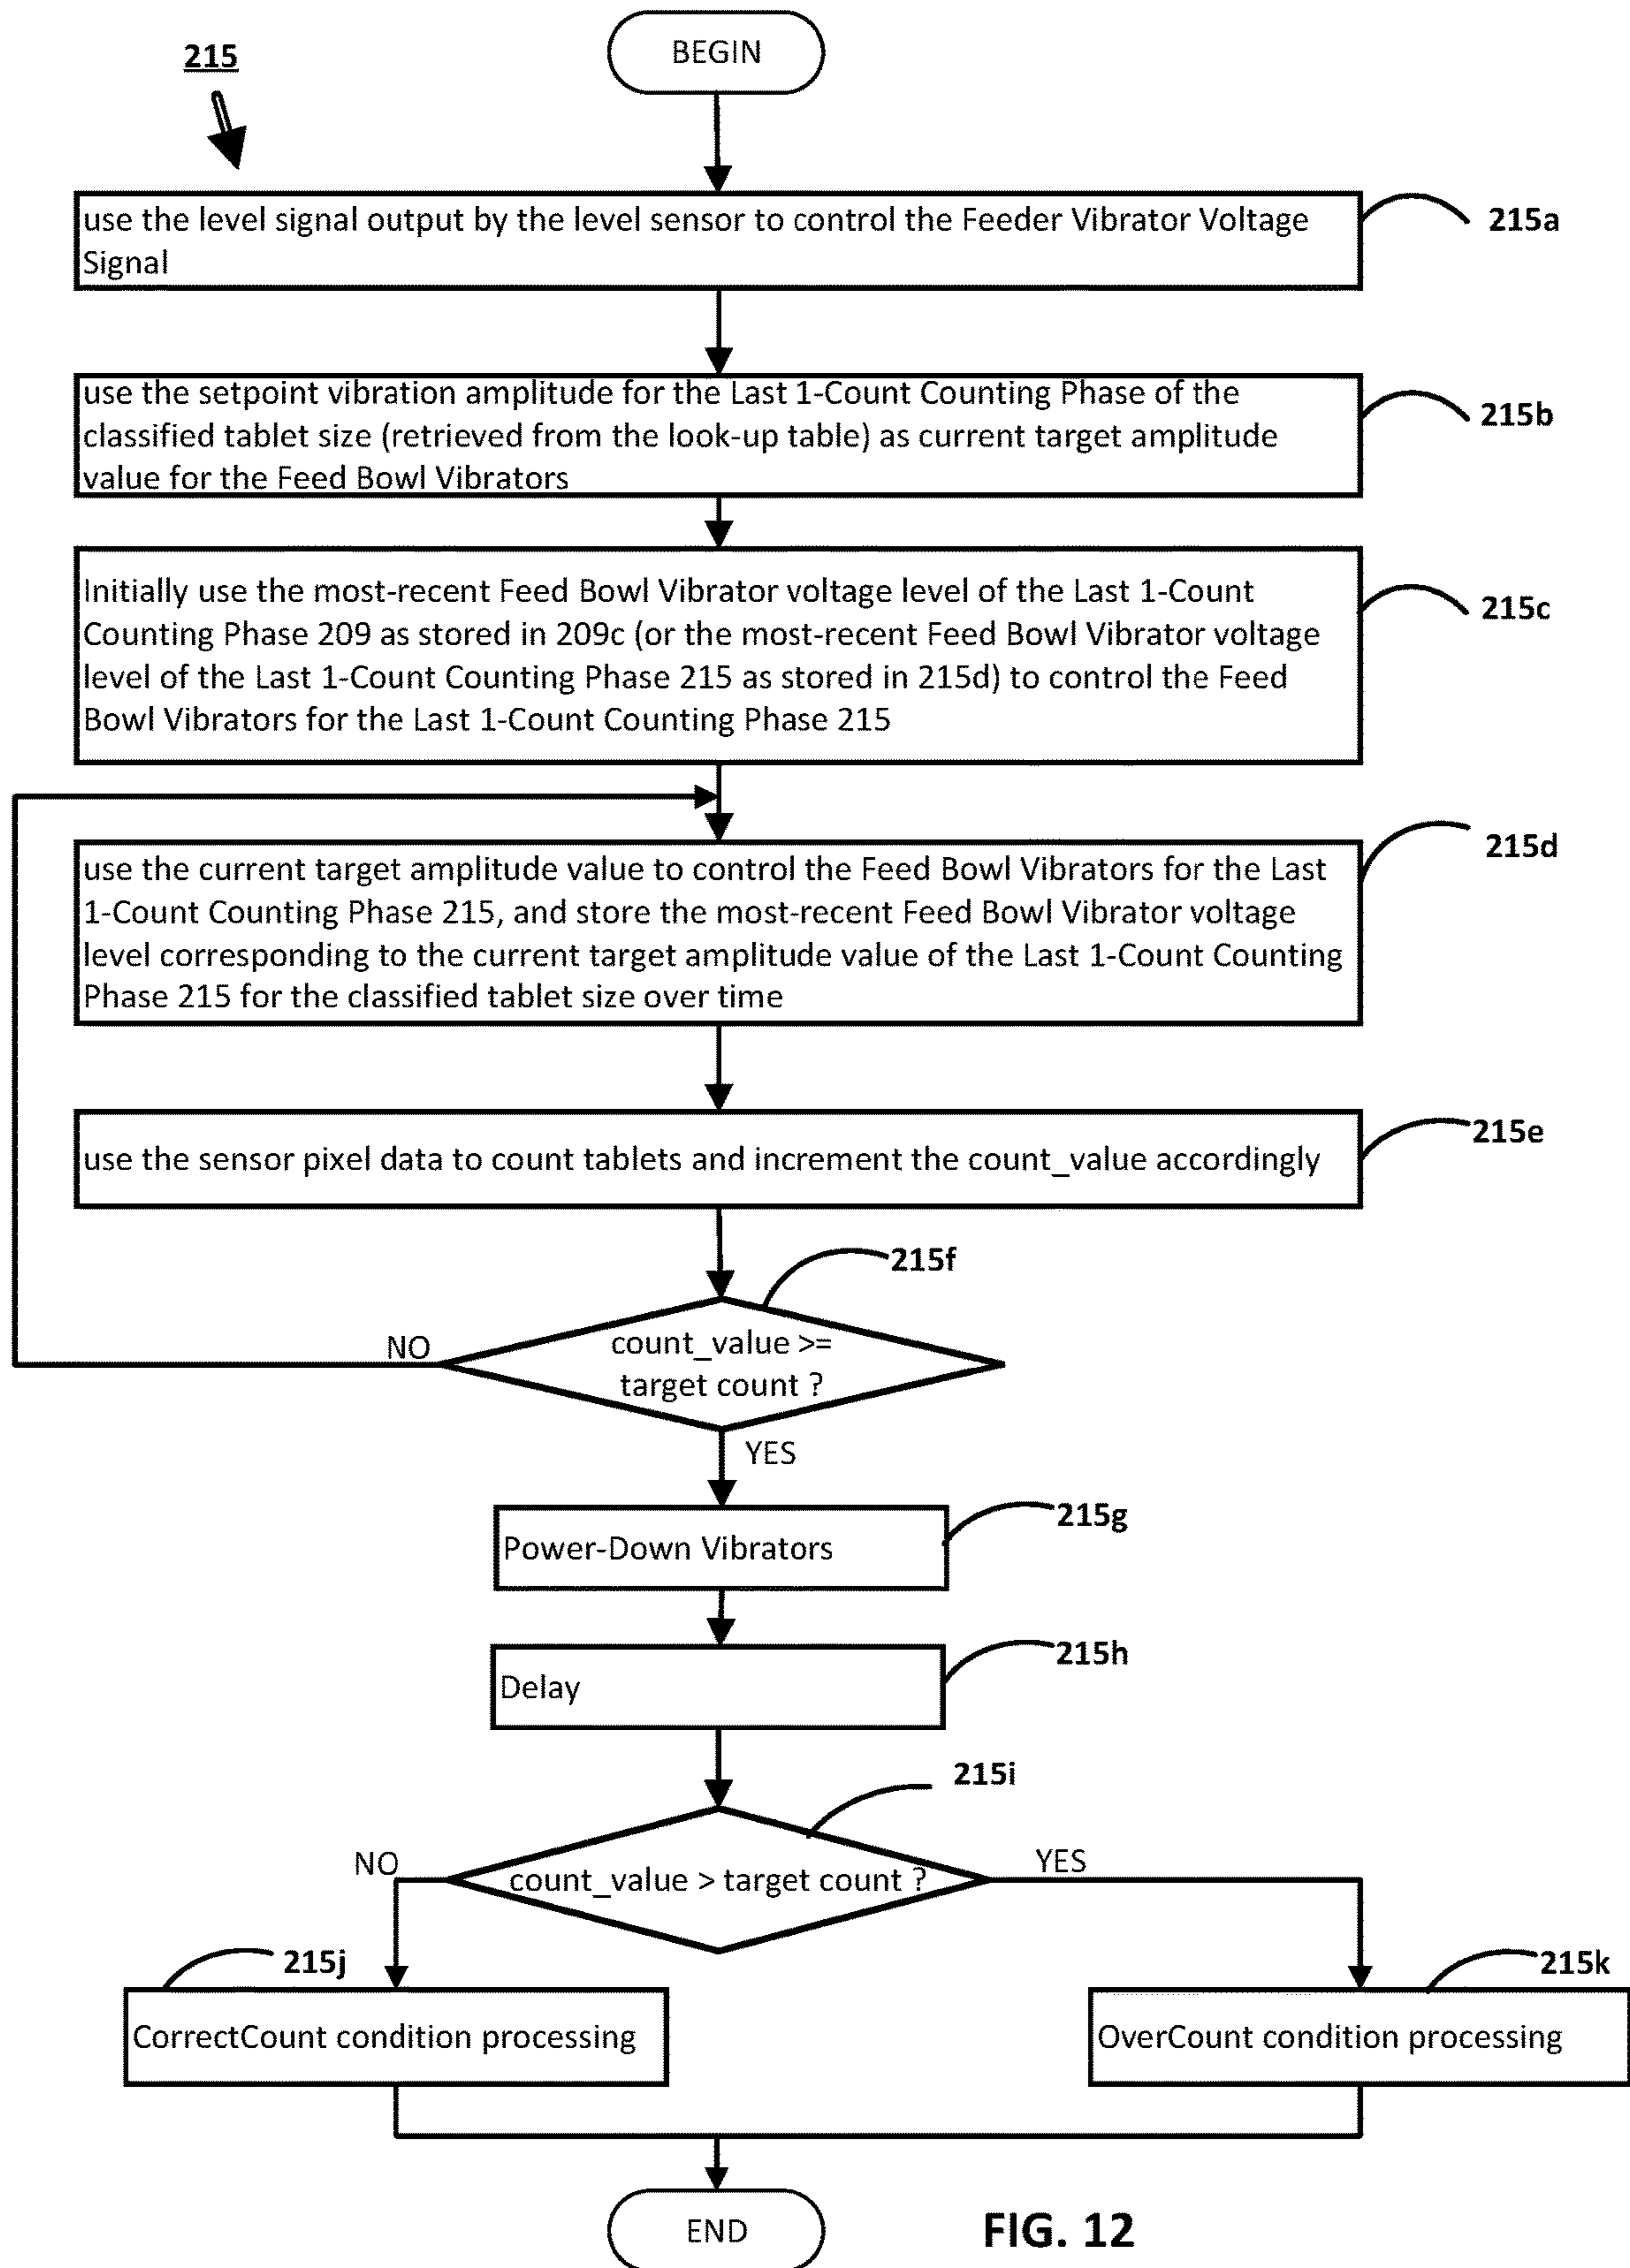 BEGIN
215
use the level signal output by the level sensor to control the Feeder Vibrator Voltage
Signal
215a
use the setpoint vibration amplitude for the Last 1-Count Counting Phase of the
classified tablet size (retrieved from the look-up table) as current target amplitude
value for the Feed Bowl Vibrators
215b
Initially use the most-recent Feed Bowl Vibrator voltage level of the Last 1-Count
Counting Phase 209 as stored in 209c (or the most-recent Feed Bowl Vibrator voltage
level of the Last 1-Count Counting Phase 215 as stored in 215d) to control the Feed
Bowl Vibrators for the Last 1-Count Counting Phase 215
215c
use the current target amplitude value to control the Feed Bowl Vibrators for the Last
1-Count Counting Phase 215, and store the most-recent Feed Bowl Vibrator voltage
level corresponding to the current target amplitude value of the Last 1-Count Counting
Phase 215 for the classified tablet size over time
215d
use the sensor pixel data to count tablets and increment the count_value accordingly
215e
215f
count_value >=
target count ?
NO
YES
Power-Down Vibrators
215g
Delay
215h
215i
count_value > target count ?
NO
YES
215j
CorrectCount condition processing
215k
OverCount condition processing
END
FIG. 12